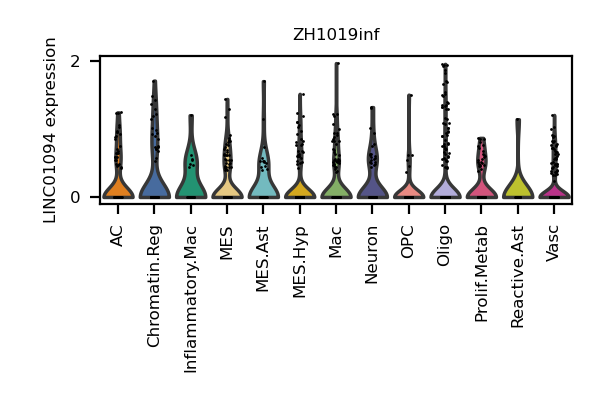 ZH1019inf
LINC01094 expression
2
0
AC
Chromatin.Reg
Inflammatory.Mac
MES
MES.Ast
MES.Hyp
Mac
Neuron
OPC
Oligo
Prolif.Metab
Reactive.Ast
Vasc